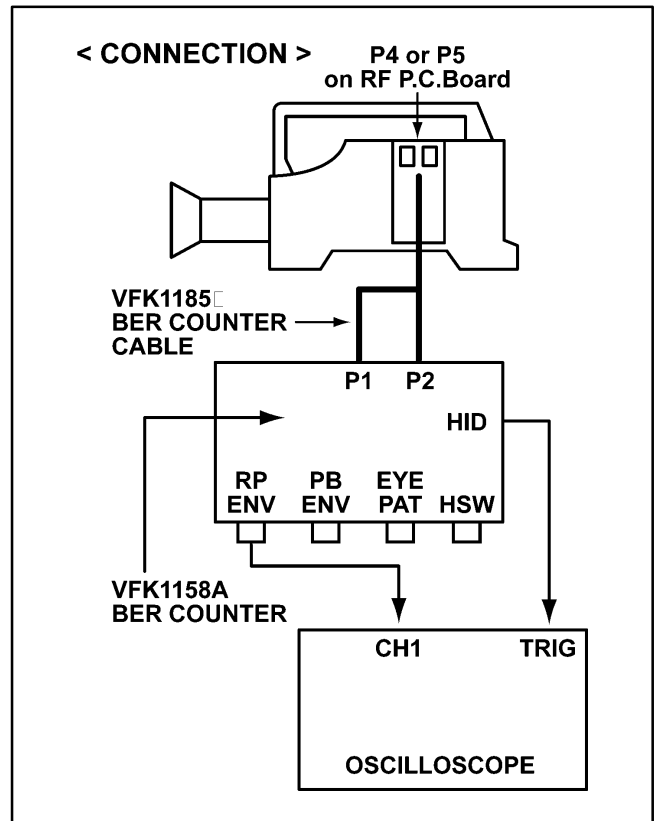 < CONNECTION >
P4 or P5
on RF P.C.Board
VFK1185
BER COUNTER
CABLE
P1 P2
HID
RP ENV
PB ENV
EYE PAT
HSW
VFK1158A
BER COUNTER
CH1 TRIG
OSCILLOSCOPE